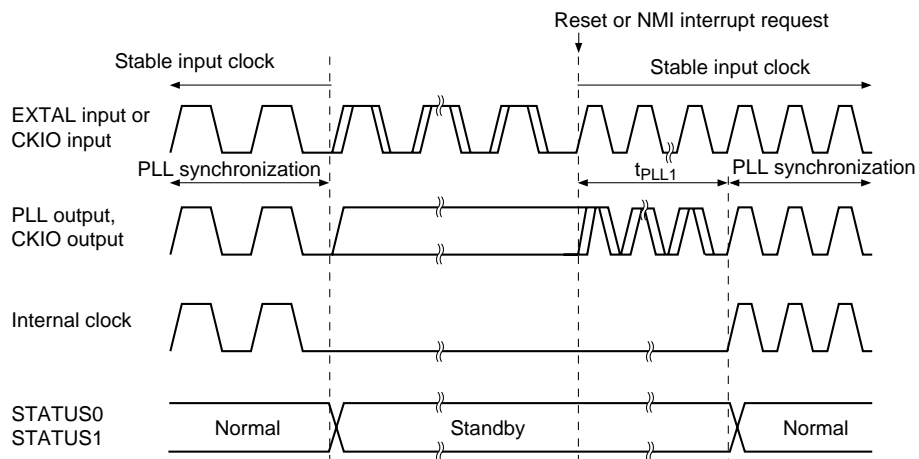 Reset or NMI interrupt request
Stable input clock
Stable input clock
EXTAL input or
CKIO input
PLL synchronization
tPLL1
PLL synchronization
PLL output,
CKIO output
Internal clock
STATUS0
STATUS1
Normal
Standby
Normal